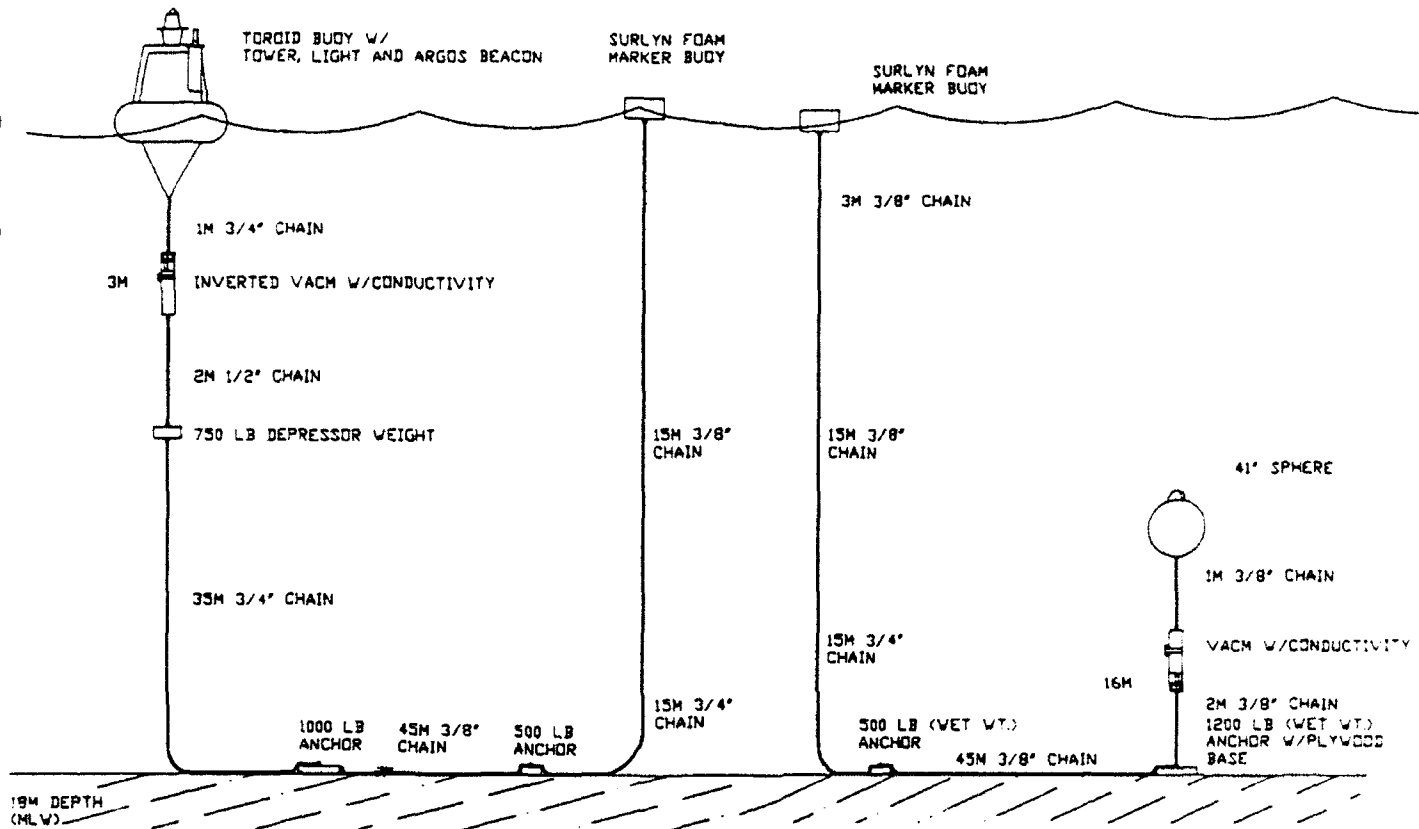 TOROID BUOY W/
TOWER, LIGHT AND ARGOS BEACON
SURLYN FOAM
MARKER BUOY
SURLYN FOAM
MARKER BUOY
1M 3/4" CHAIN
3M 3/8" CHAIN
3M
INVERTED VACM W/CONDUCTIVITY
2M 1/2" CHAIN
750 LB DEPRESSOR WEIGHT
15M 3/8"
CHAIN
15M 3/8"
CHAIN
41" SPHERE
35M 3/4" CHAIN
1M 3/8" CHAIN
15M 3/4"
CHAIN
VACM W/CONDUCTIVITY
16M
15M 3/4"
CHAIN
2M 3/8" CHAIN
1200 LB (WET WT.)
ANCHOR W/PLYWOOD
BASE
1000 LB
ANCHOR
45M 3/8"
CHAIN
500 LB
ANCHOR
500 LB (WET WT.)
ANCHOR
45M 3/8" CHAIN
DEPTH
(MLW)